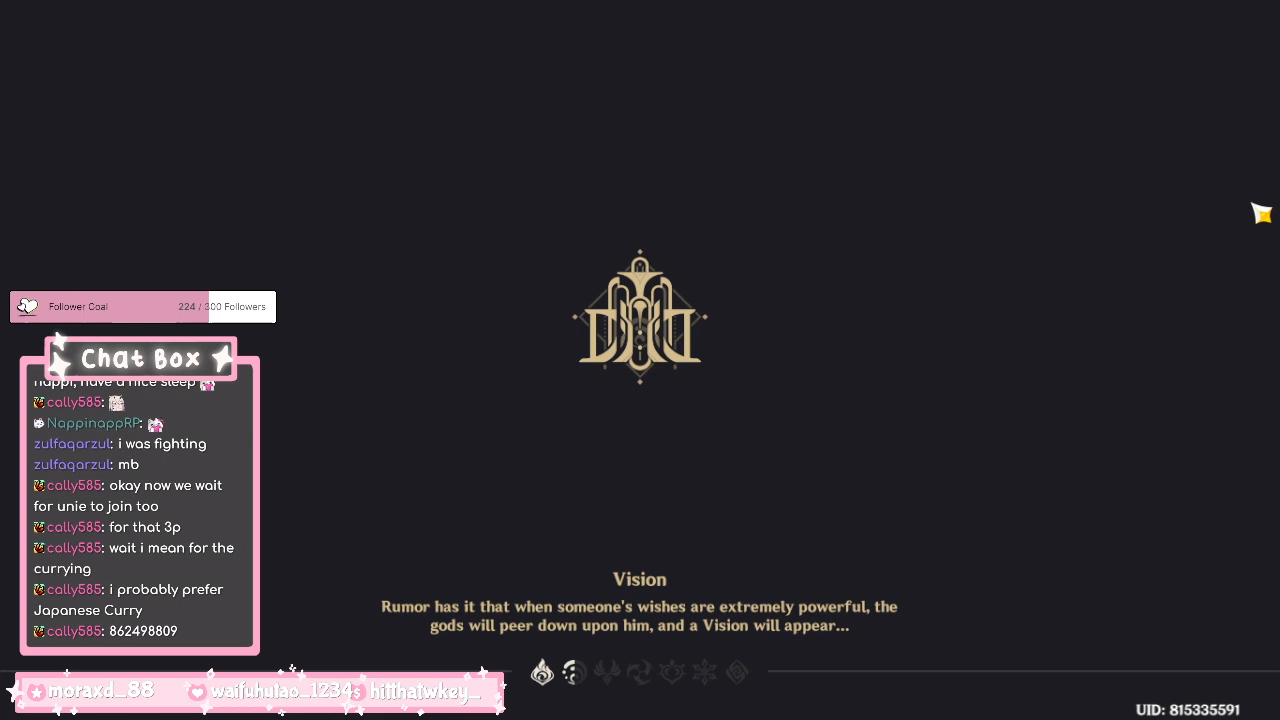 Follower Goal 224 / 300 Followers
Chat Box
nappi, have a nice sleep
cally585:
NappinappRP:
zulfaqarzul: i was fighting
zulfaqarzul: mb
cally585: okay now we wait
for unie to join too
cally585: for that 3p
cally585: wait i mean for the
currying
cally585: i probably prefer
Japanese Curry
cally585: 862498809
Vision
Rumor has it that when someone's wishes are extremely powerful, the
gods will peer down upon him, and a Vision will appear...
moraxd_88 waifuhutao_1234s hitthatwkey_
UID: 815335591